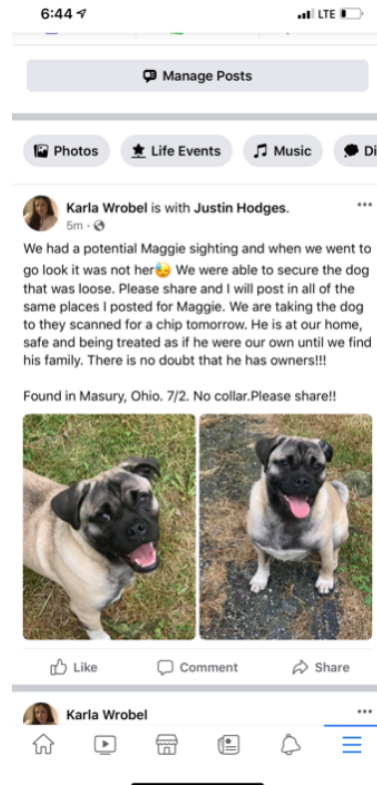 6:44
LTE
Manage Posts
Photos
Life Events
Music
Di
Karla Wrobel is with Justin Hodges.
5m
We had a potential Maggie sighting and when we went to
go look it was not her😓 We were able to secure the dog
that was loose. Please share and I will post in all of the
same places I posted for Maggie. We are taking the dog
to they scanned for a chip tomorrow. He is at our home,
safe and being treated as if he were our own until we find
his family. There is no doubt that he has owners!!!
Found in Masury, Ohio. 7/2. No collar.Please share!!
Like
Comment
Share
Karla Wrobel